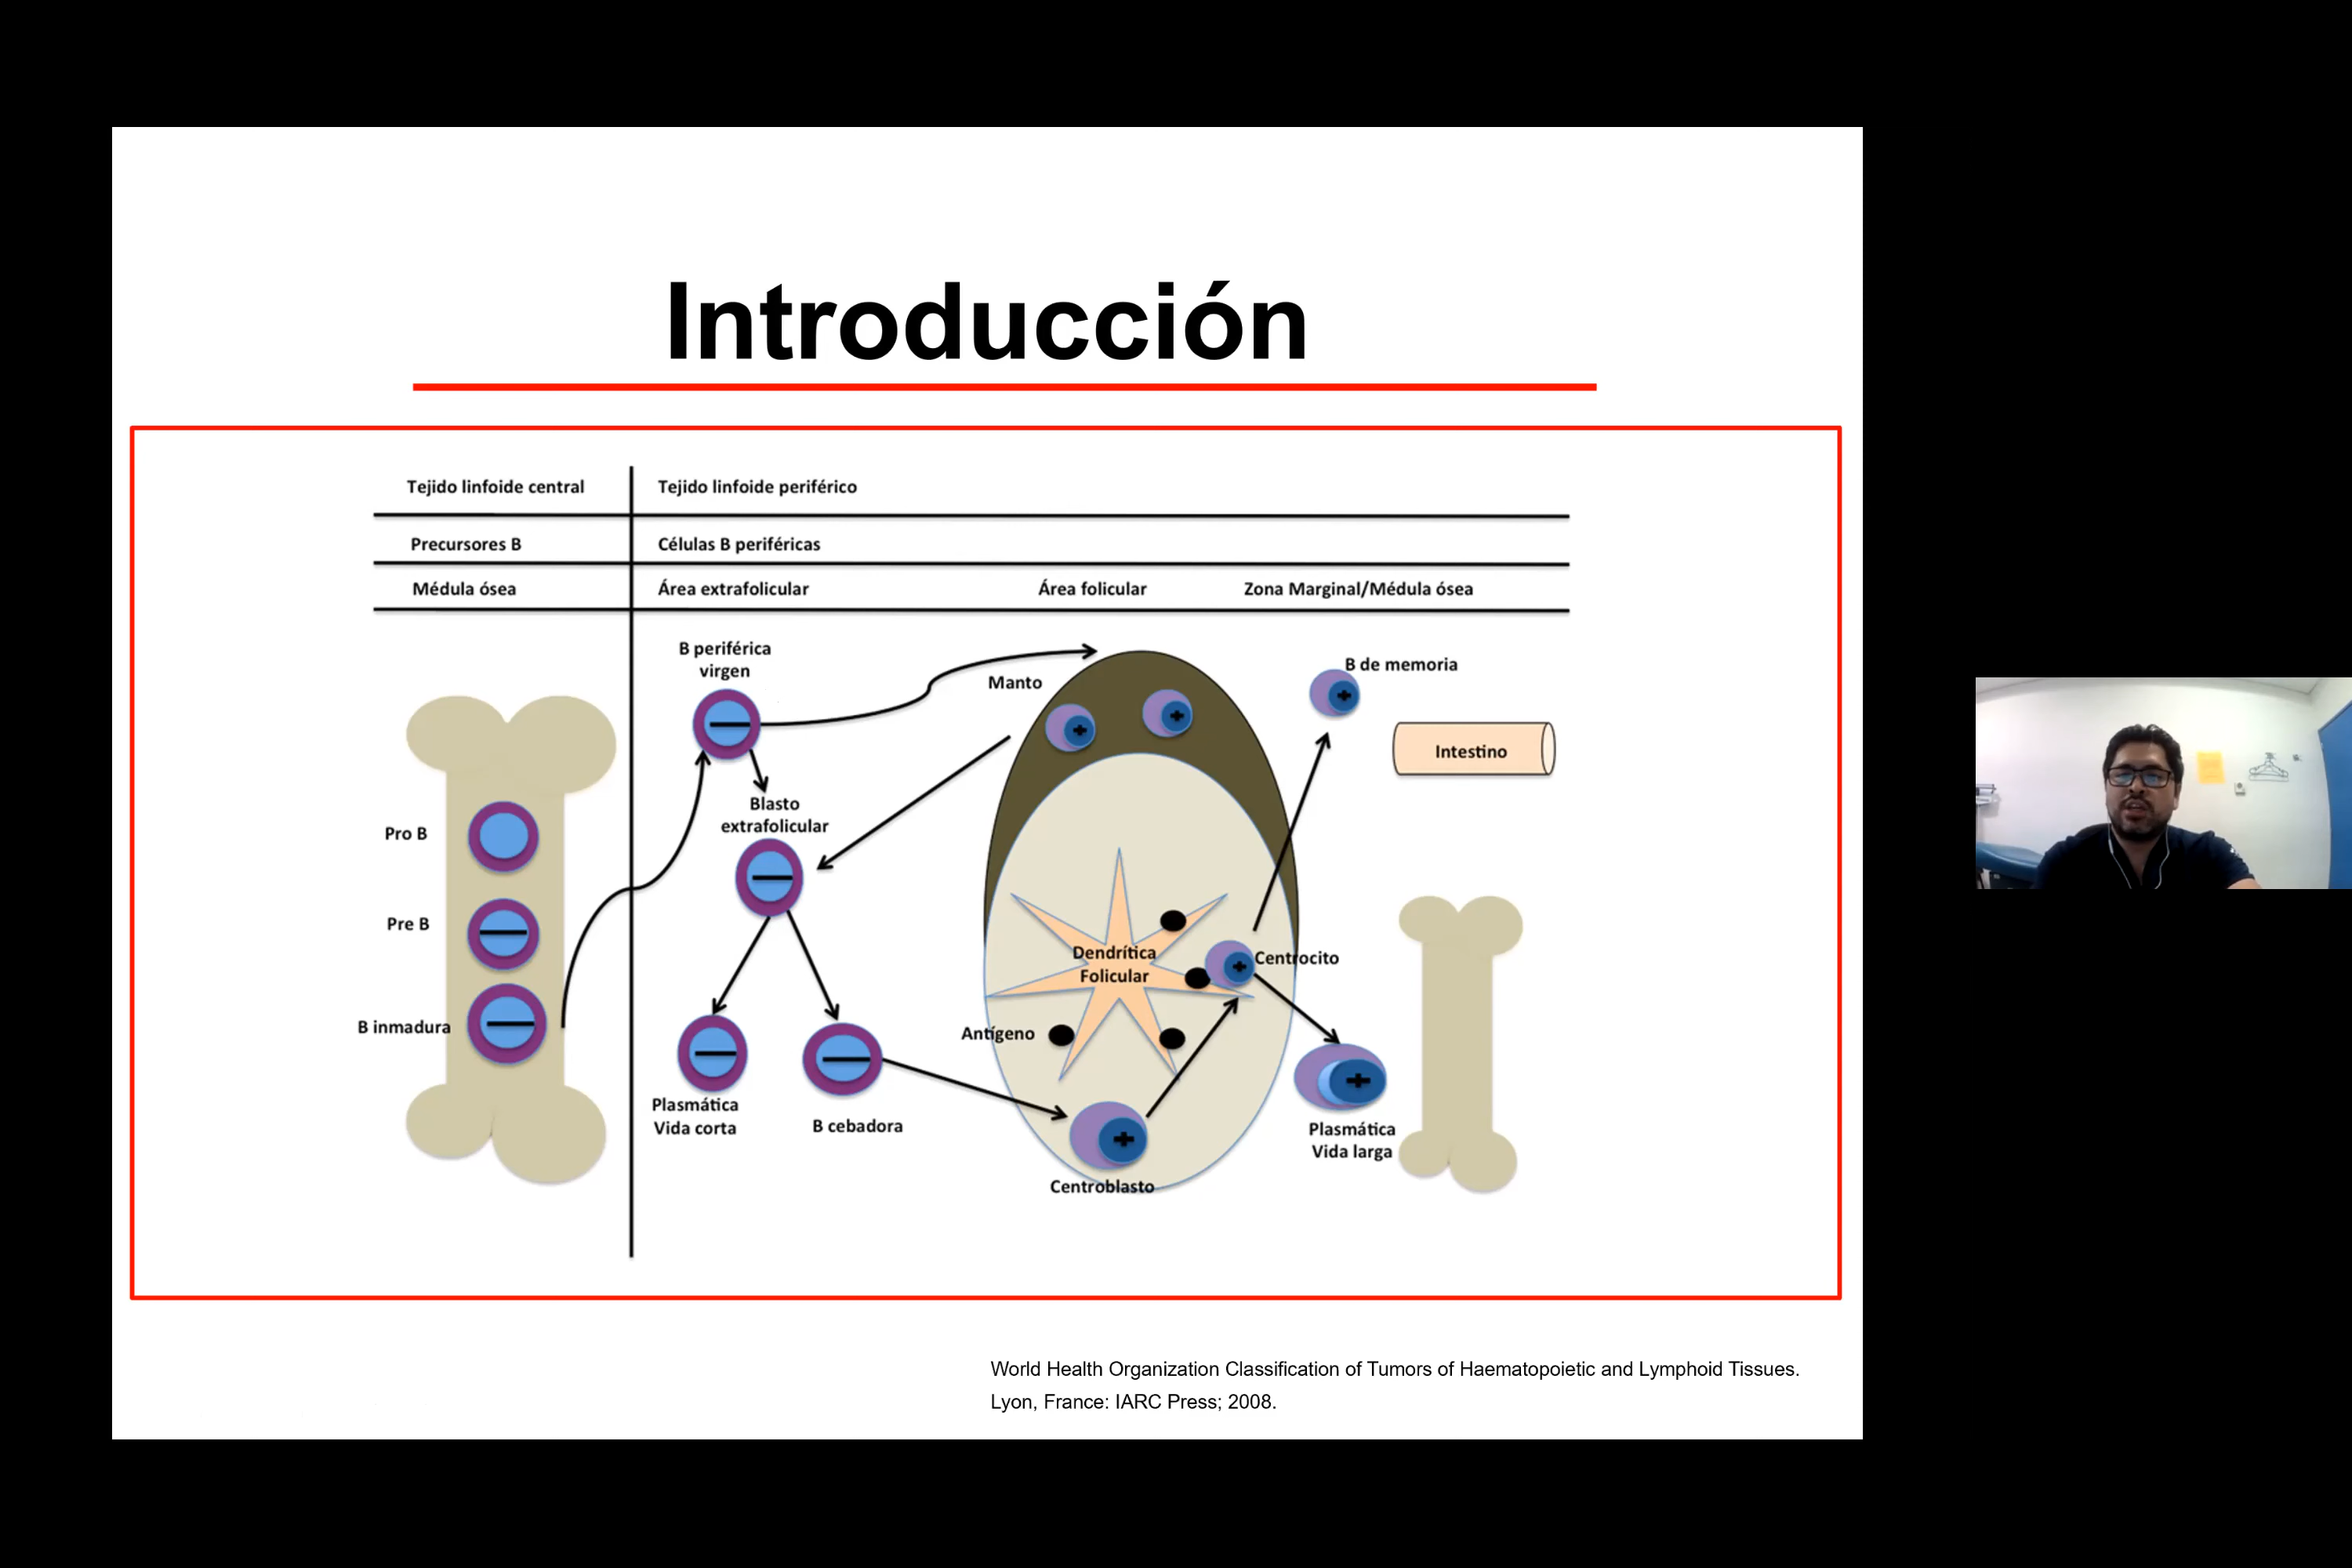 Introducción
Tejido linfoide central
Tejido linfoide periférico
Precursores B
Células B periféricas
Médula ósea
Área extrafolicular
Área folicular
Zona Marginal/Médula ósea
B periférica
virgen
Manto
B de memoria
Intestino
Blasto
extrafolicular
Pro B
Pre B
B inmadura
Dendrítica
Folicular
Centrocito
Antígeno
Plasmática
Vida corta
B cebadora
Centroblasto
Plasmática
Vida larga
World Health Organization Classification of Tumors of Haematopoietic and Lymphoid Tissues.
Lyon, France: IARC Press; 2008.